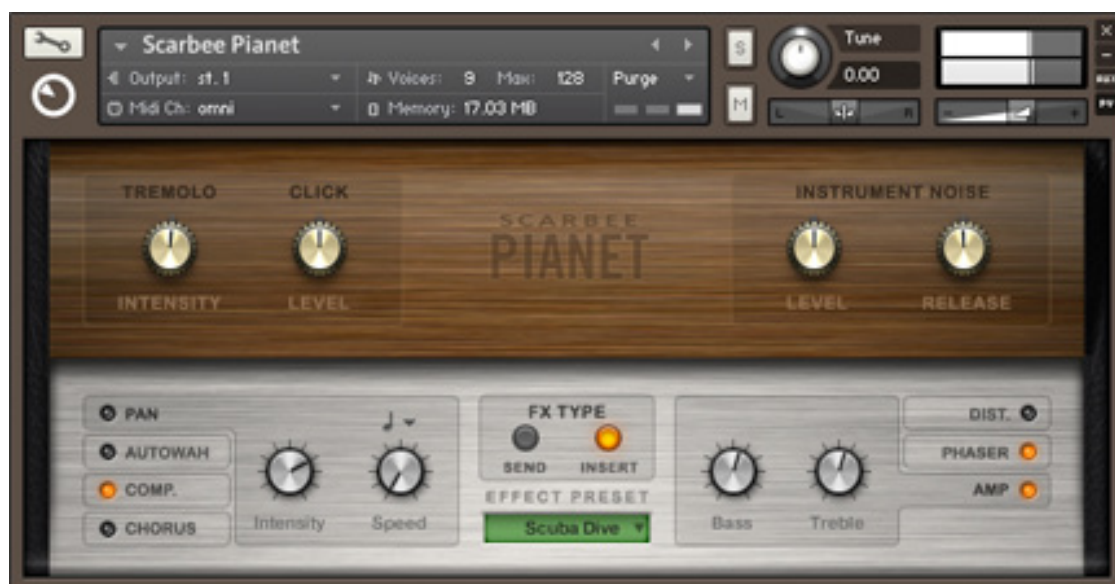 Scarbee Pianet
Output: st. 1
Voices: 9 Max: 128
Purge
Midi Ch: omni
Memory: 17.03 MB
S
M
Tune
0.00
L R
- +
×
-
AUX
PV
TREMOLO
INTENSITY
CLICK
LEVEL
SCARBEE
PIANET
INSTRUMENT NOISE
LEVEL RELEASE
PAN
AUTOWAH
COMP.
CHORUS
Intensity Speed
FX TYPE
SEND INSERT
EFFECT PRESET
Scuba Dive
Bass Treble
DIST.
PHASER
AMP